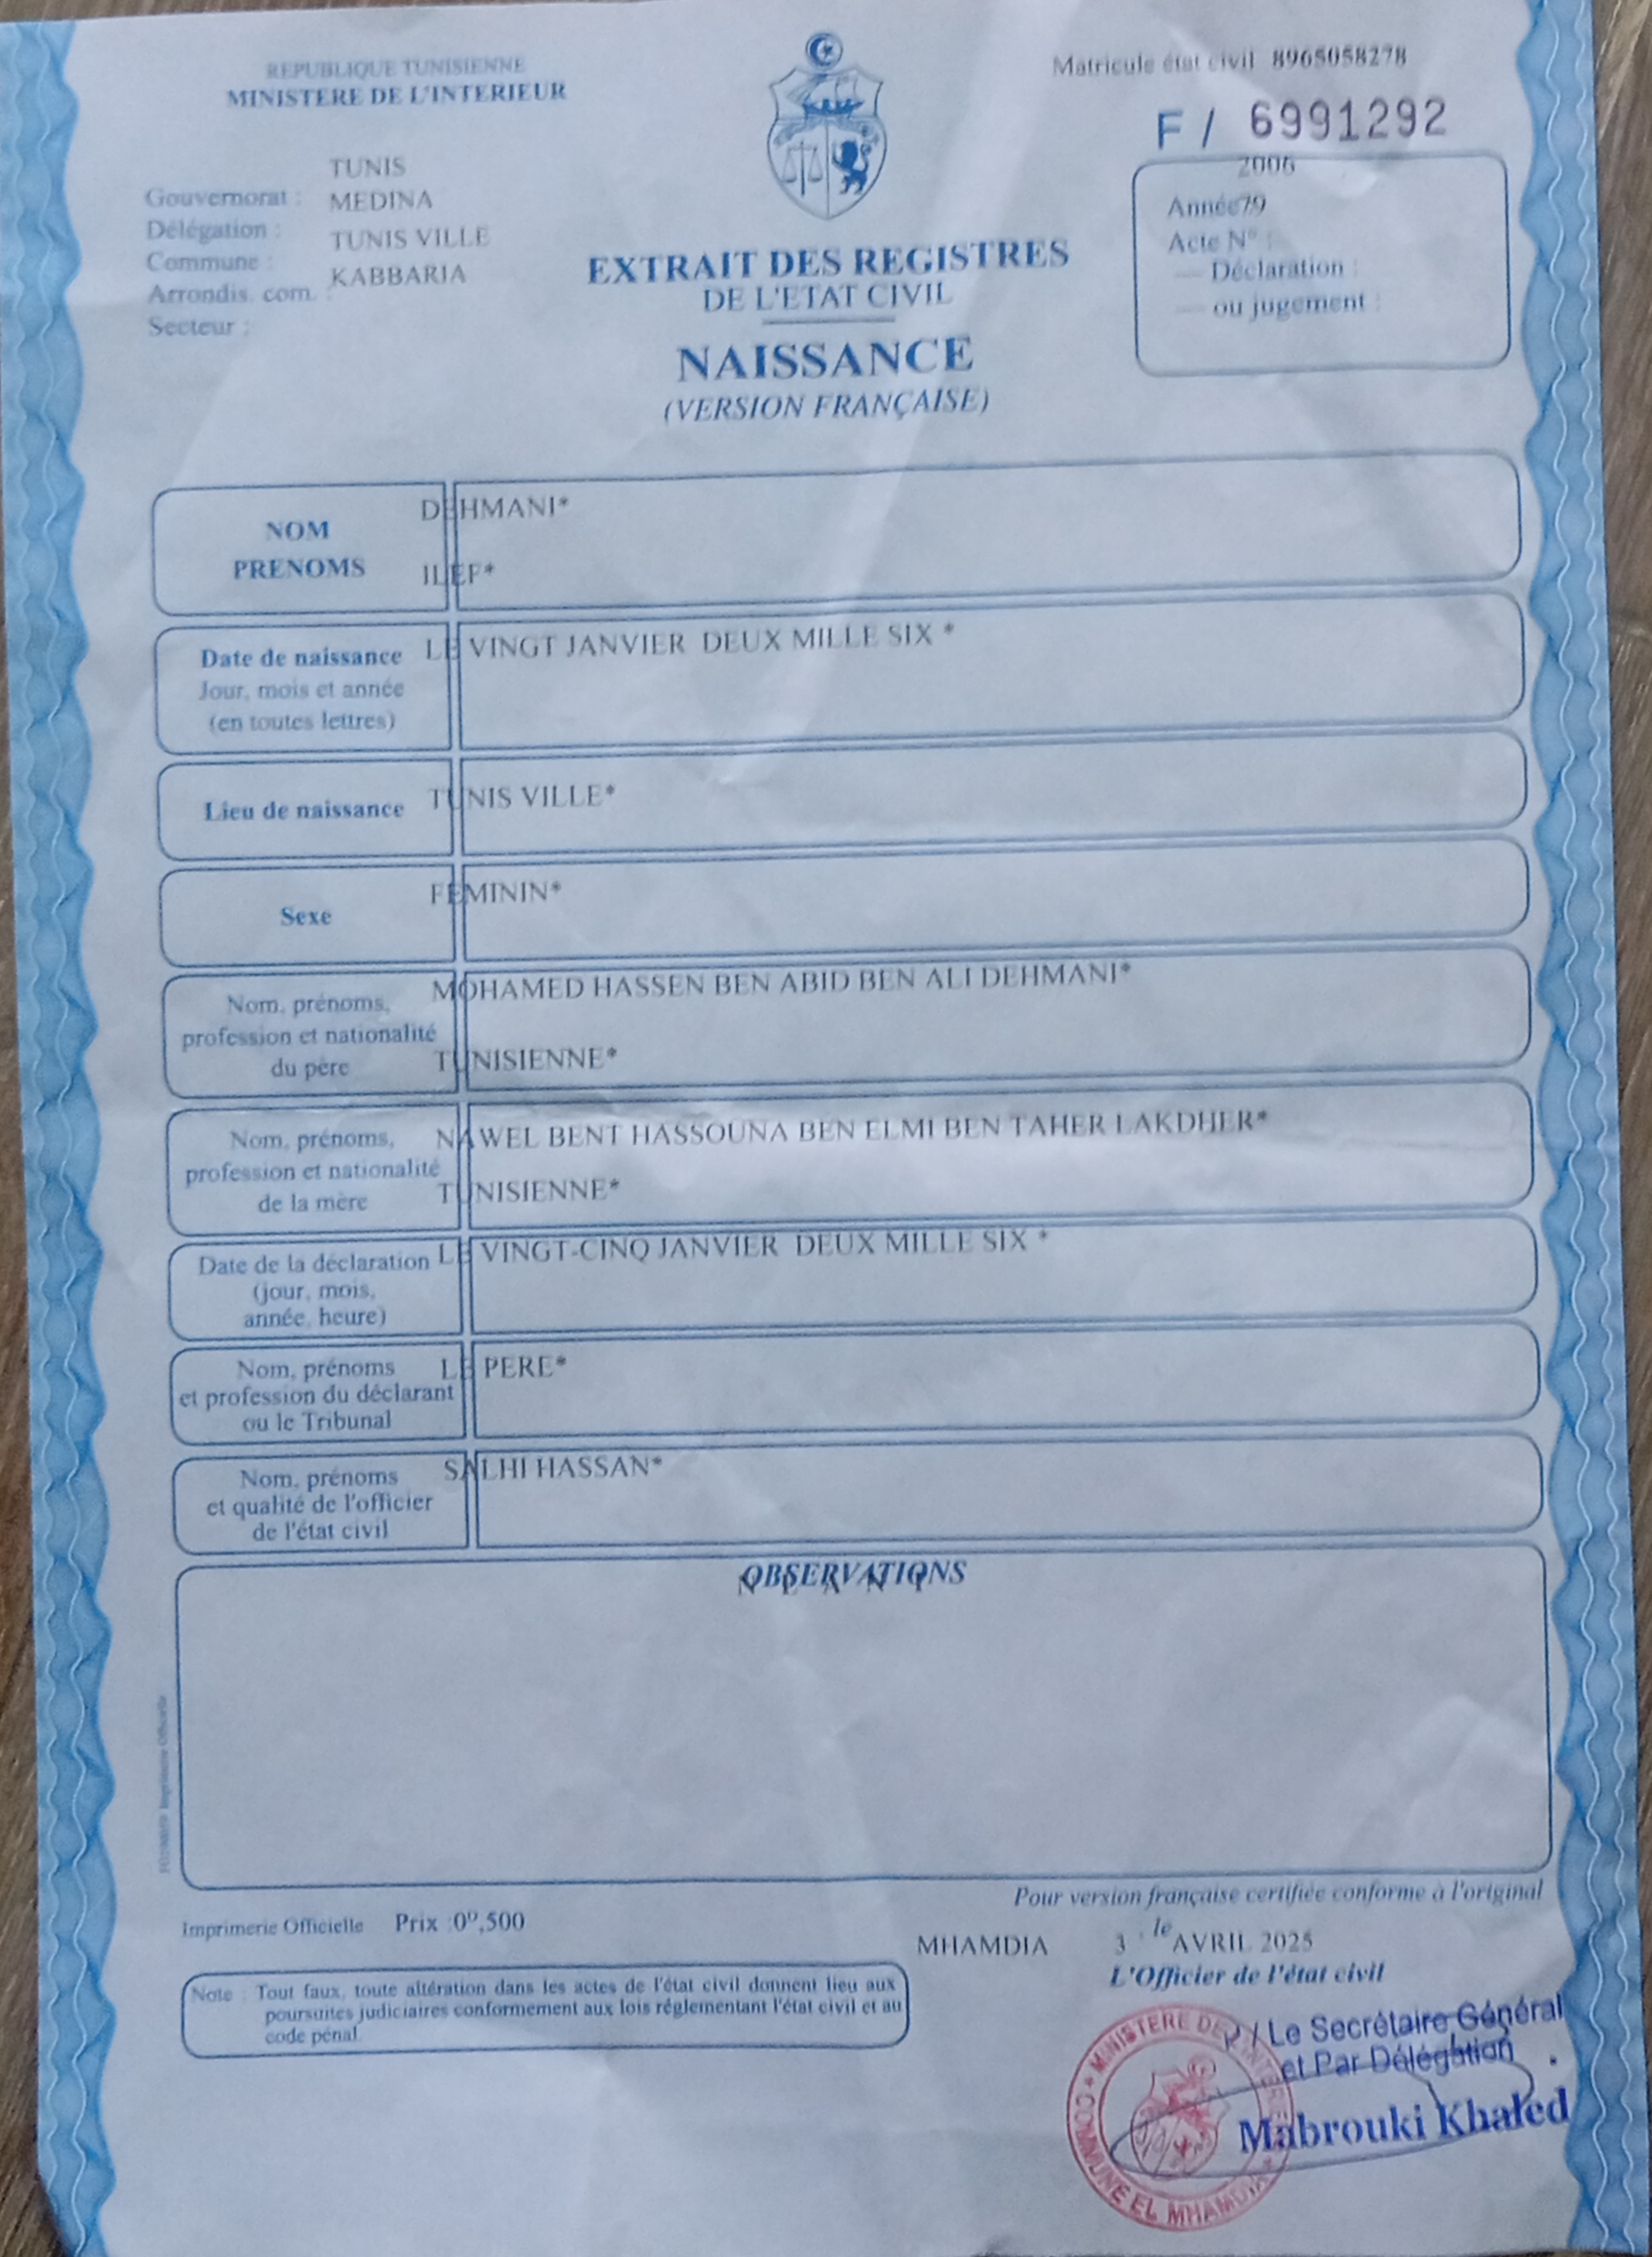 REPUBLIQUE TUNISIENNE
MINISTERE DE L'INTERIEUR
Matricule état civil 8965058278
F / 6991292
TUNIS
Gouvernorat : MEDINA
Délégation : TUNIS VILLE
Commune : KABBARIA
Arrondis. com. :
Secteur :
2006
Année 79
Acte N° :
— Déclaration :
— ou jugement :
EXTRAIT DES REGISTRES
DE L'ETAT CIVIL
NAISSANCE
(VERSION FRANÇAISE)
NOM DEHMANI*
PRENOMS ILEF*
Date de naissance LE VINGT JANVIER DEUX MILLE SIX *
Jour, mois et année
(en toutes lettres)
Lieu de naissance TUNIS VILLE*
Sexe FEMININ*
MOHAMED HASSEN BEN ABID BEN ALI DEHMANI*
Nom, prénoms,
profession et nationalité
du père TUNISIENNE*
Nom, prénoms, NAWEL BENT HASSOUNA BEN ELMI BEN TAHER LAKDHER*
profession et nationalité
de la mère TUNISIENNE*
Date de la déclaration LE VINGT-CINQ JANVIER DEUX MILLE SIX *
(jour, mois,
année, heure)
Nom, prénoms LE PERE*
et profession du déclarant
ou le Tribunal
Nom, prénoms SALHI HASSAN*
et qualité de l'officier
de l'état civil
OBSERVATIONS
Pour version française certifiée conforme à l'original
Imprimerie Officielle Prix :0ᴰ,500
MHAMDIA 3 le AVRIL 2025
L'Officier de l'état civil
Note : Tout faux, toute altération dans les actes de l'état civil donnent lieu aux
poursuites judiciaires conformement aux lois réglementant l'état civil et au
code pénal.
P/ Le Secrétaire Général
et Par Délégation
Mabrouki Khaled
MINISTERE DE L'INTERIEUR
COMMUNE EL MHAMDIA